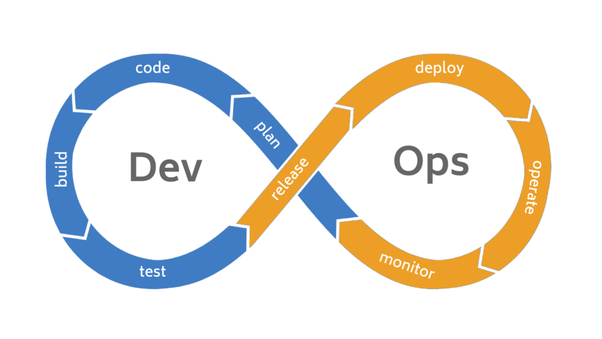 code
deploy
plan
Dev
Ops
build
release
operate
test
monitor